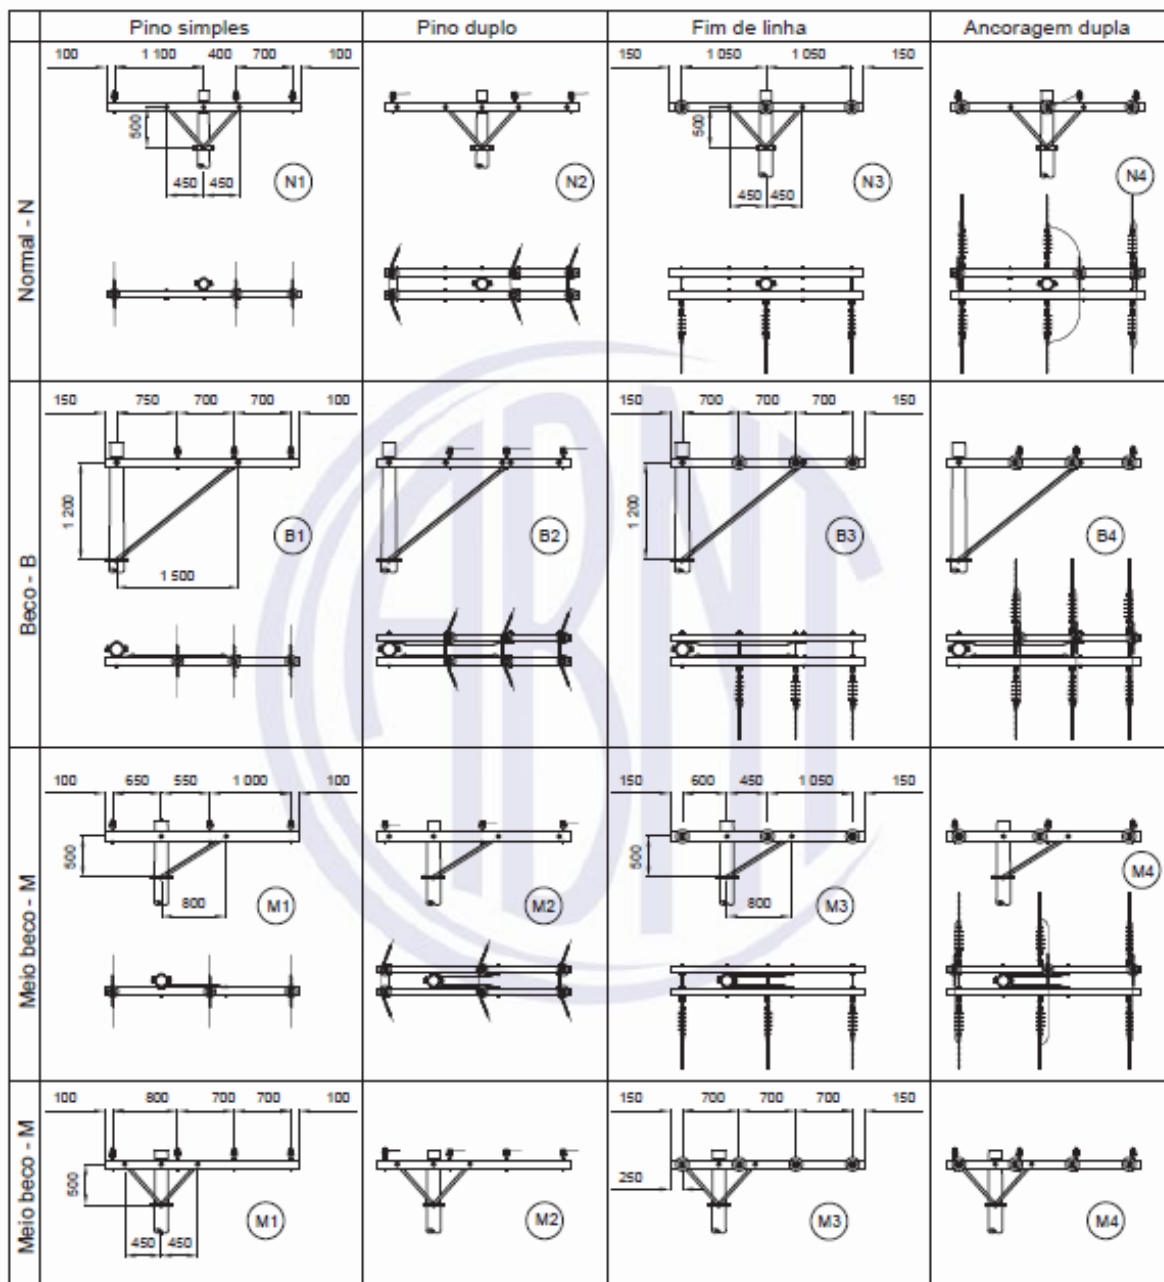 Pino simples Pino duplo Fim de linha Ancoragem dupla
100 1 100 400 700 100 150 1 050 1 050 150
500 500
450 450 N1 N2 450 450 N3 N4
Normal - N
150 750 700 700 100 150 700 700 700 150
1 200 1 200
B1 B2 B3 B4
1 500
Beco - B
ABNT
100 650 550 1 000 100 150 600 450 1 050 150
500 500
800 M1 M2 800 M3 M4
Meio beco - M
100 800 700 700 100 150 700 700 700 150
500 250
450 450 M1 M2 M3 M4
Meio beco - M